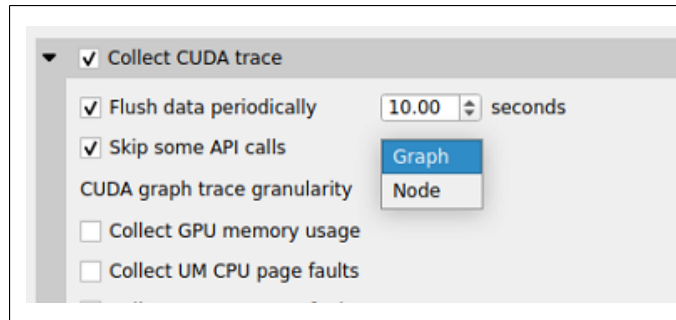 Collect CUDA trace
Flush data periodically 10.00 seconds
Skip some API calls
Graph
CUDA graph trace granularity Node
Collect GPU memory usage
Collect UM CPU page faults